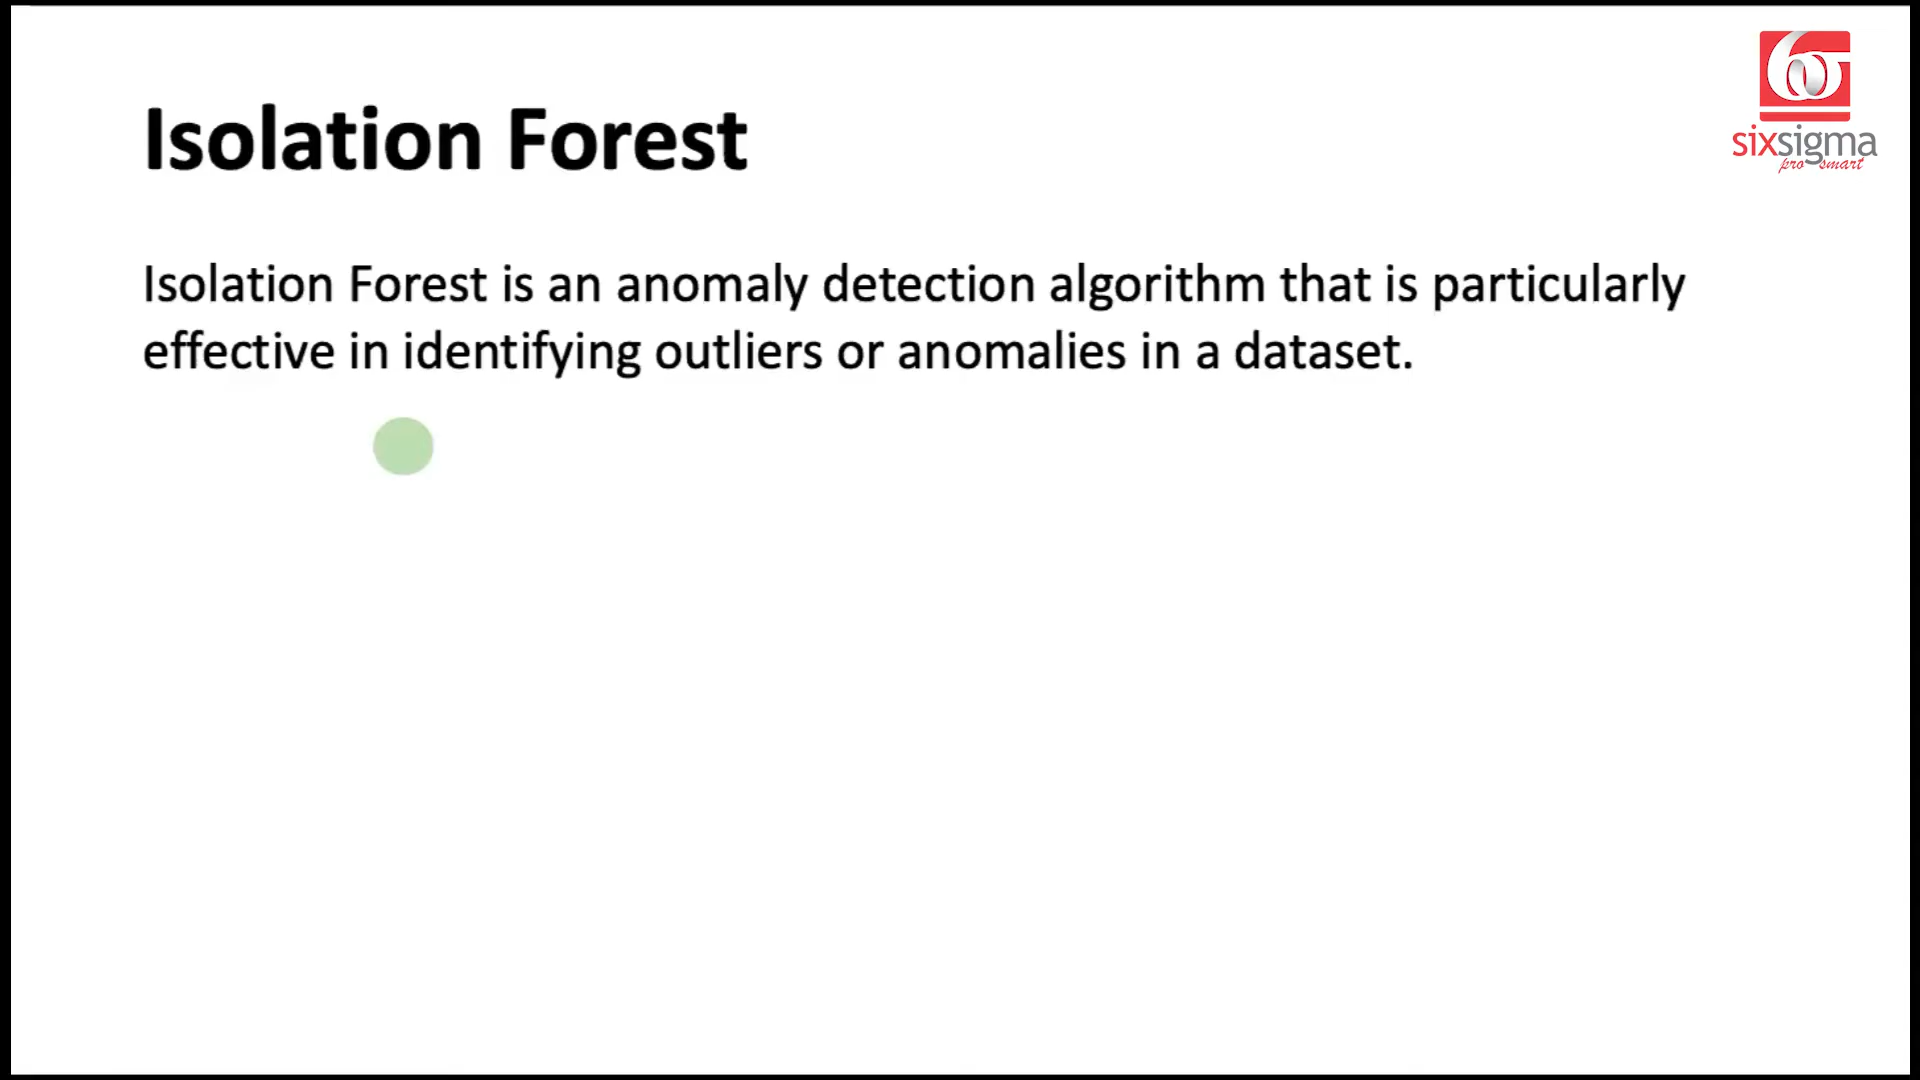 Isolation Forest
Isolation Forest is an anomaly detection algorithm that is particularly
effective in identifying outliers or anomalies in a dataset.
6σ
sixsigma
pro smart